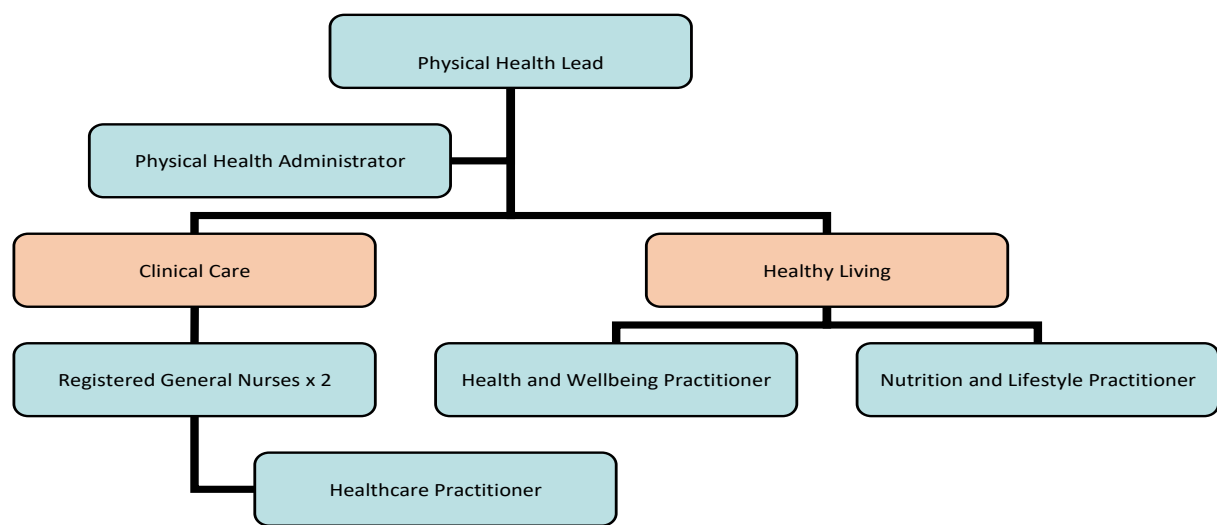 Physical Health Lead
Physical Health Administrator
Clinical Care
Healthy Living
Registered General Nurses x 2
Health and Wellbeing Practitioner
Nutrition and Lifestyle Practitioner
Healthcare Practitioner